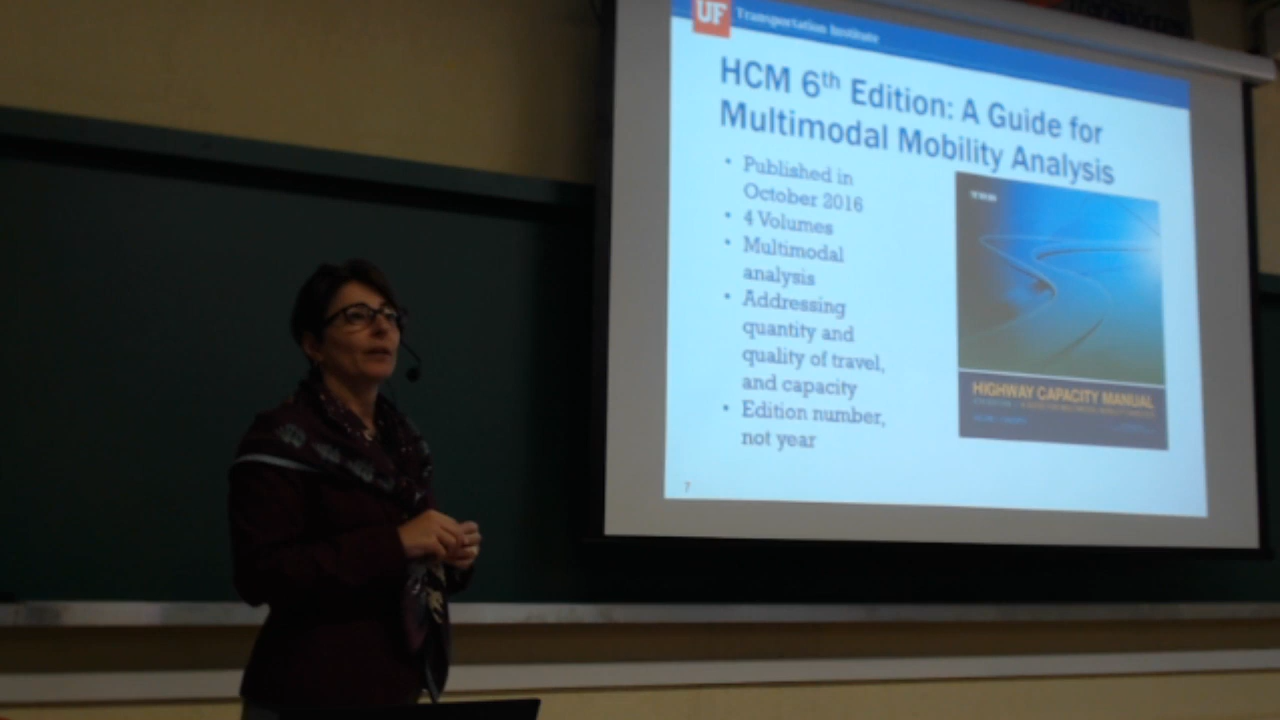 UF Transportation Institute
HCM 6th Edition: A Guide for
Multimodal Mobility Analysis
• Published in
October 2016
• 4 Volumes
• Multimodal
analysis
• Addressing
quantity and
quality of travel,
and capacity
• Edition number,
not year
TRB
HIGHWAY CAPACITY MANUAL
7